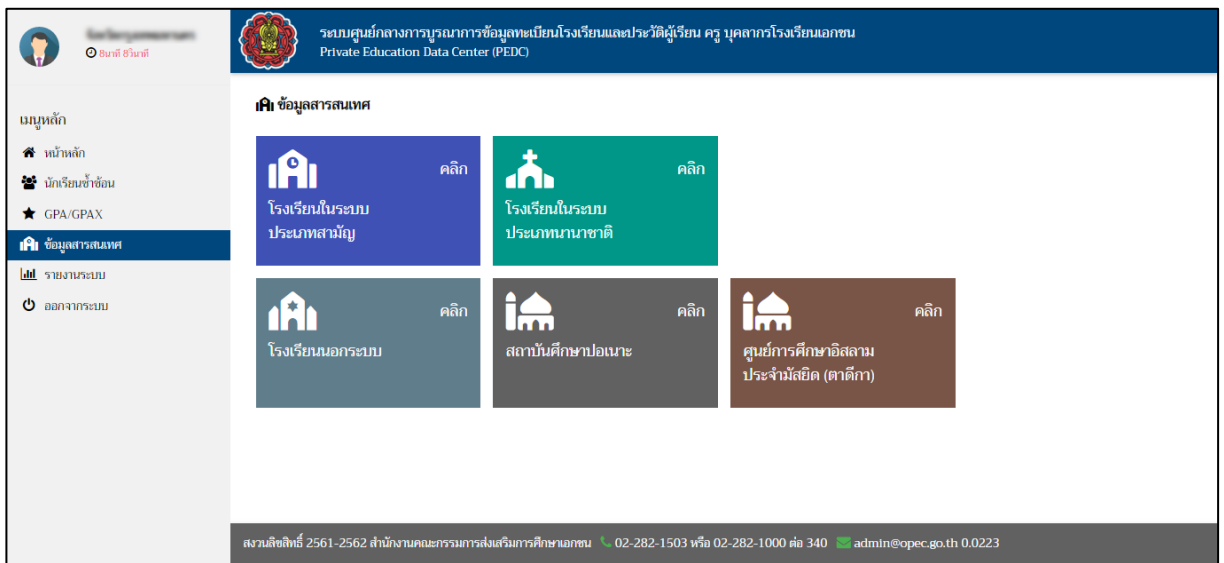 8นาที 8วินาที
ระบบศูนย์กลางการบูรณาการข้อมูลทะเบียนโรงเรียนและประวัติผู้เรียน ครู บุคลากรโรงเรียนเอกชน
Private Education Data Center (PEDC)
เมนูหลัก
หน้าหลัก
นักเรียนซ้ำซ้อน
GPA/GPAX
ข้อมูลสารสนเทศ
รายงานระบบ
ออกจากระบบ
ข้อมูลสารสนเทศ
คลิก
โรงเรียนในระบบ
ประเภทสามัญ
คลิก
โรงเรียนในระบบ
ประเภทนานาชาติ
คลิก
โรงเรียนนอกระบบ
คลิก
สถาบันศึกษาปอเนาะ
คลิก
ศูนย์การศึกษาอิสลาม
ประจำมัสยิด (ตาดีกา)
สงวนลิขสิทธิ์ 2561-2562 สำนักงานคณะกรรมการส่งเสริมการศึกษาเอกชน 02-282-1503 หรือ 02-282-1000 ต่อ 340 admin@opec.go.th 0.0223